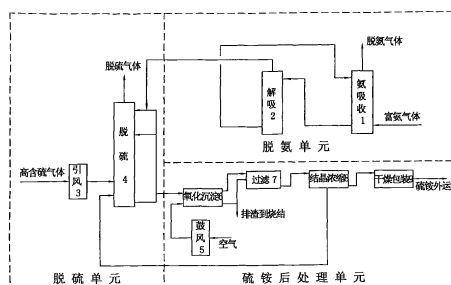 脱硫气体
脱氨气体
解吸2
氨吸收1
脱硫4
富氨气体
脱氨单元
高含硫气体
引风3
氧化沉淀6
过滤7
结晶浓缩8
干燥包装9
硫铵外运
排渣到烧结
鼓风5
空气
脱硫单元
硫铵后处理单元